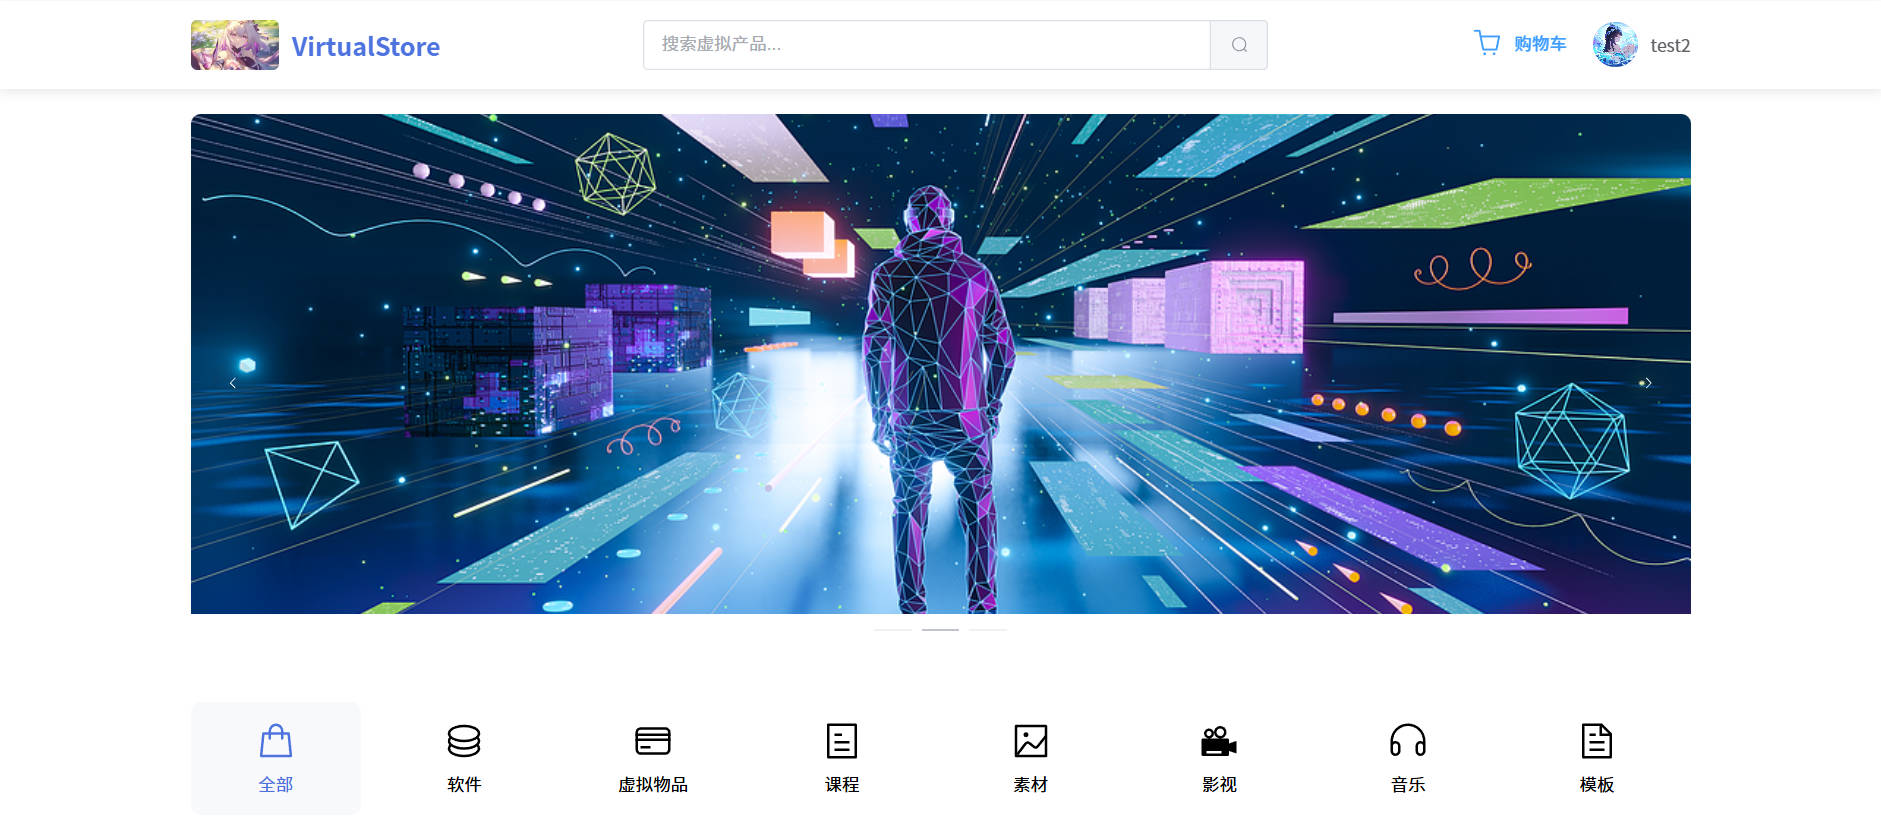 VirtualStore
搜索虚拟产品...
购物车
test2
全部
软件
虚拟物品
课程
素材
影视
音乐
模板